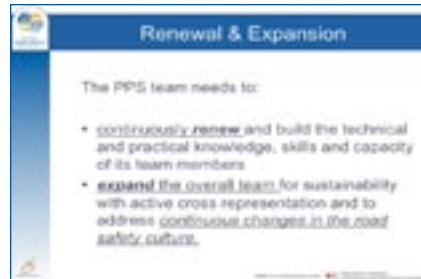 Renewal & Expansion
The PPS team needs to:
• continuously renew and build the technical
and practical knowledge, skills and capacity
of its team members
• expand the overall team for sustainability
with active cross representation and to
address continuous changes in the road
safety culture.